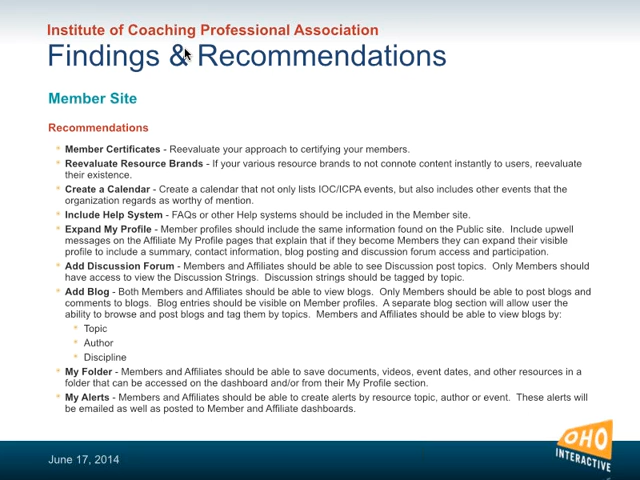 Institute of Coaching Professional Association
Findings & Recommendations
Member Site
Recommendations
Member Certificates - Reevaluate your approach to certifying your members.
Reevaluate Resource Brands - If your various resource brands to not connote content instantly to users, reevaluate
their existence.
Create a Calendar - Create a calendar that not only lists IOC/ICPA events, but also includes other events that the
organization regards as worthy of mention.
Include Help System - FAQs or other Help systems should be included in the Member site.
Expand My Profile - Member profiles should include the same information found on the Public site. Include upwell
messages on the Affiliate My Profile pages that explain that if they become Members they can expand their visible
profile to include a summary, contact information, blog posting and discussion forum access and participation.
Add Discussion Forum - Members and Affiliates should be able to see Discussion post topics. Only Members should
have access to view the Discussion Strings. Discussion strings should be tagged by topic.
Add Blog - Both Members and Affiliates should be able to view blogs. Only Members should be able to post blogs and
comments to blogs. Blog entries should be visible on Member profiles. A separate blog section will allow user the
ability to browse and post blogs and tag them by topics. Members and Affiliates should be able to view blogs by:
Topic
Author
Discipline
My Folder - Members and Affiliates should be able to save documents, videos, event dates, and other resources in a
folder that can be accessed on the dashboard and/or from their My Profile section.
My Alerts - Members and Affiliates should be able to create alerts by resource topic, author or event. These alerts will
be emailed as well as posted to Member and Affiliate dashboards.
June 17, 2014
OHO
INTERACTIVE